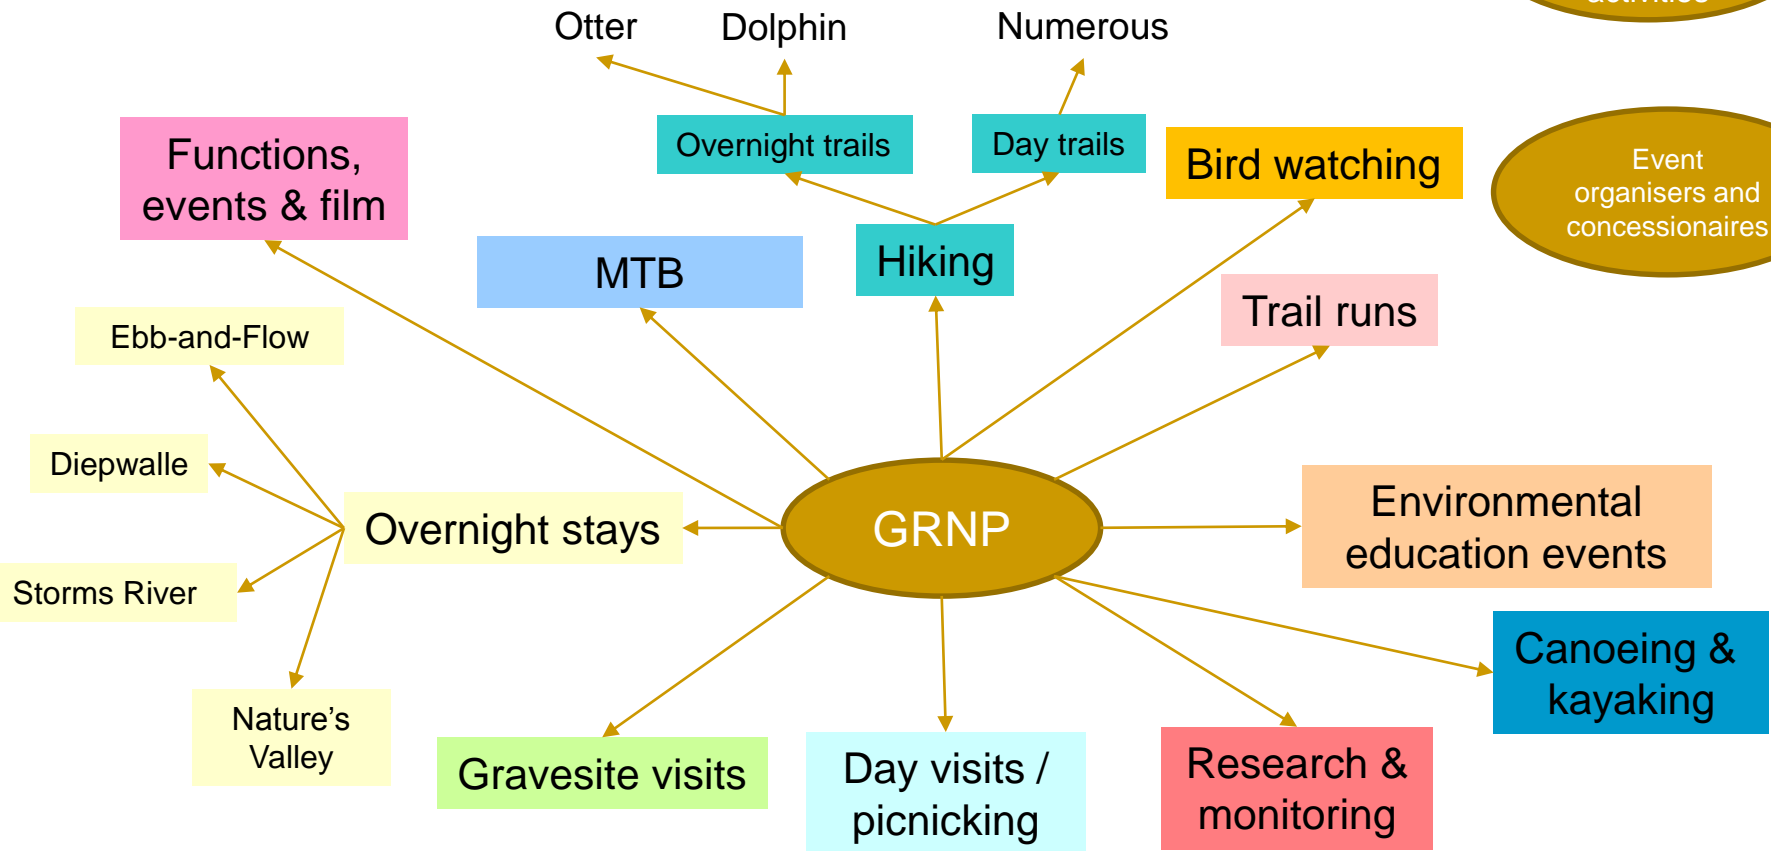 activities
Otter
Dolphin
Numerous
Functions,
events & film
Overnight trails
Day trails
Bird watching
Event
organisers and
concessionaires
MTB
Hiking
Trail runs
Ebb-and-Flow
Diepwalle
Overnight stays
GRNP
Environmental
education events
Storms River
Nature’s
Valley
Canoeing &
kayaking
Gravesite visits
Day visits /
picnicking
Research &
monitoring